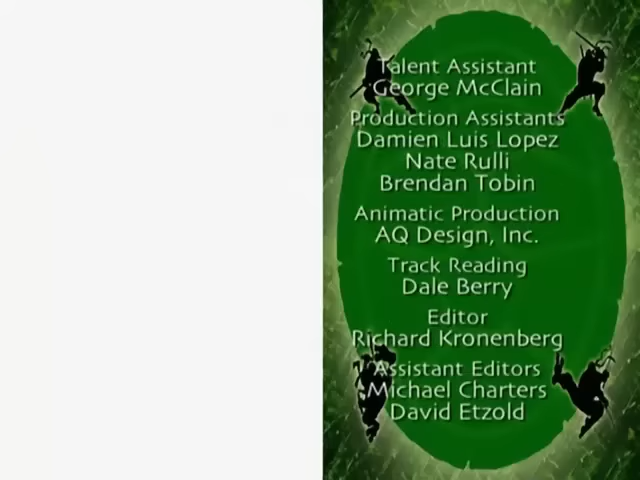 Talent Assistant
George McClain
Production Assistants
Damien Luis Lopez
Nate Rulli
Brendan Tobin
Animatic Production
AQ Design, Inc.
Track Reading
Dale Berry
Editor
Richard Kronenberg
Assistant Editors
Michael Charters
David Etzold